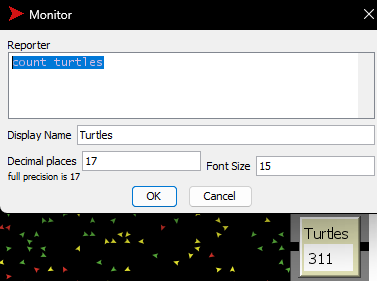 Monitor
Reporter
count turtles
Display Name Turtles
Decimal places 17 Font Size 15
full precision is 17
OK Cancel
Turtles
311